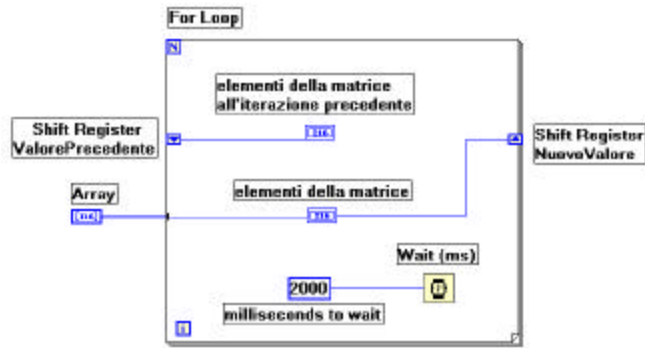 For Loop
N
elementi della matrice
all'iterazione precedente
Shift Register
ValorePrecedente
Shift Register
NuovoValore
Array
elementi della matrice
Wait (ms)
2000
milliseconds to wait
i